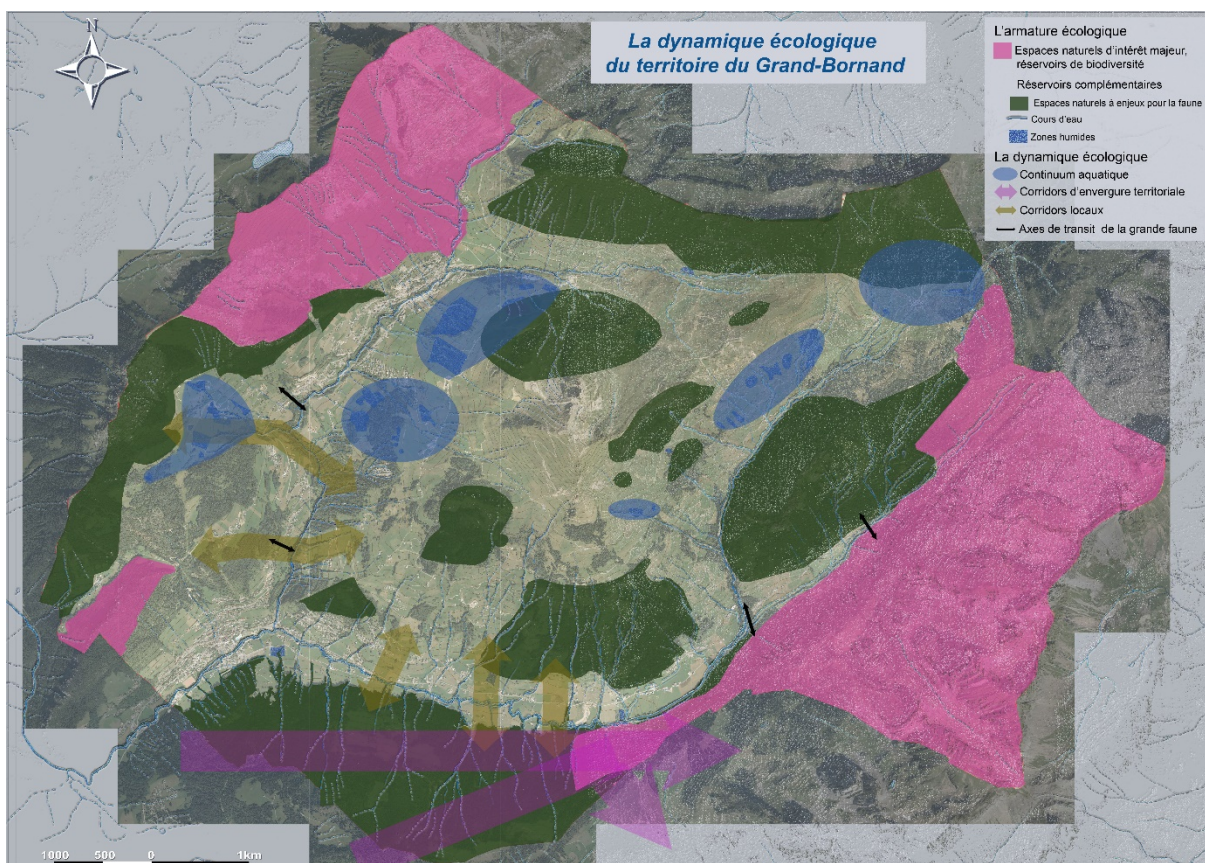 N
La dynamique écologique
du territoire du Grand-Bornand
L'armature écologique
Espaces naturels d'intérêt majeur,
réservoirs de biodiversité
Réservoirs complémentaires
Espaces naturels à enjeux pour la faune
Cours d'eau
Zones humides
La dynamique écologique
Continuum aquatique
Corridors d'envergure territoriale
Corridors locaux
Axes de transit de la grande faune
1000 500 0 1km